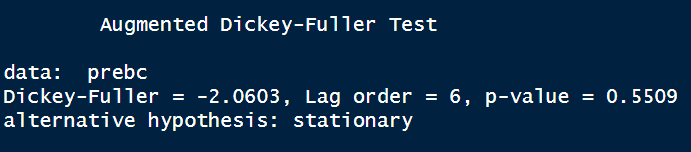 Augmented Dickey-Fuller Test
data:  prebc
Dickey-Fuller = -2.0603, Lag order = 6, p-value = 0.5509
alternative hypothesis: stationary